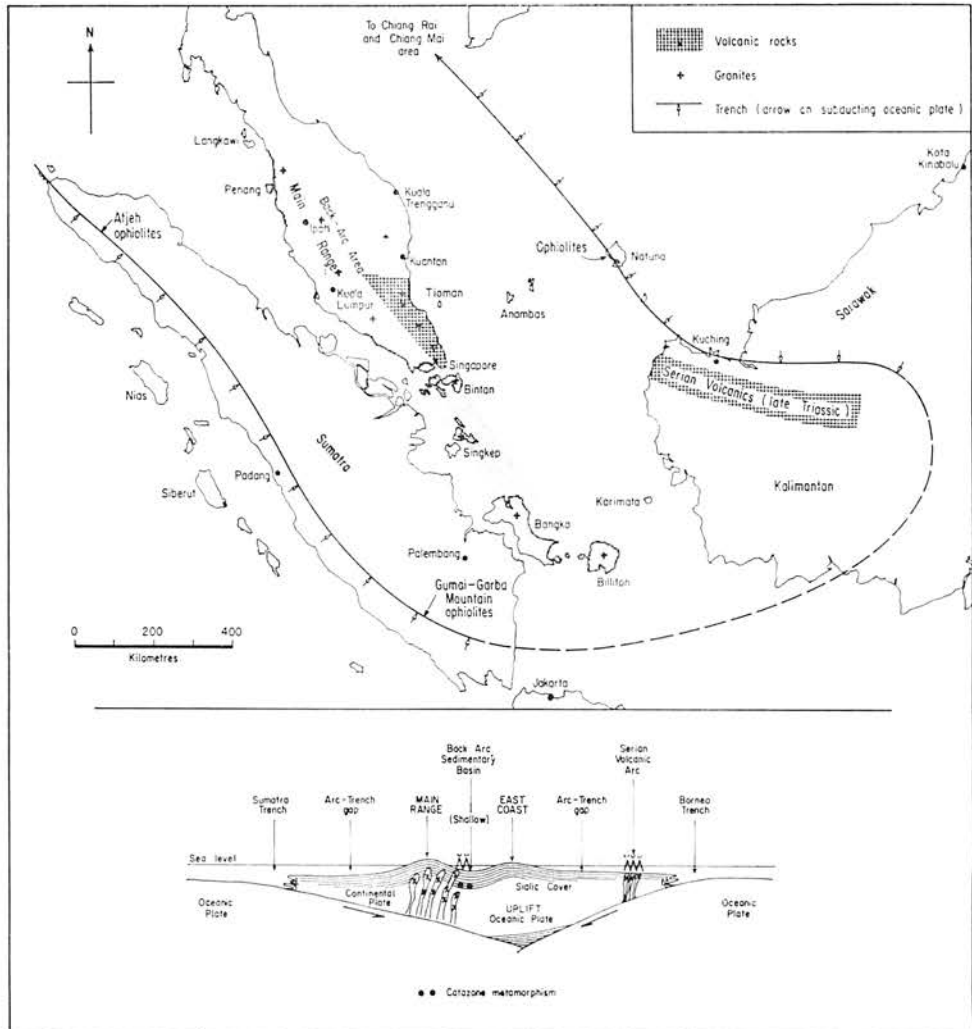 To Chiang Rai
and Chiang Mai
area
N
Volcanic rocks
Granites
Trench (arrow on subducting oceanic plate)
Langkawi
Penang
Main
Range
Ipoh
Back-Arc Area
Kuala
Trengganu
Kuantan
Kuala
Lumpur
Tioman
Anambas
Ophiolites
Natuna
Kota
Kinabalu
Sarawak
Kuching
Serian Volcanics (late Triassic)
Kalimantan
Atjeh
ophiolites
Nias
Siberut
Padang
Sumatra
Singapore
Bintan
Singkep
Bangka
Billiton
Karimata
Palembang
Gumai-Garba
Mountain
ophiolites
Jakarta
0 200 400
Kilometres
Back Arc
Sedimentary
Basin
(Shallow)
Serian
Volcanic
Arc
Sumatra
Trench
Arc-Trench
gap
MAIN
RANGE
EAST
COAST
Arc-Trench
gap
Borneo
Trench
Sea level
Oceanic
Plate
Continental
Plate
Sialic Cover
UPLIFT
Oceanic Plate
Oceanic
Plate
Catazone metamorphism